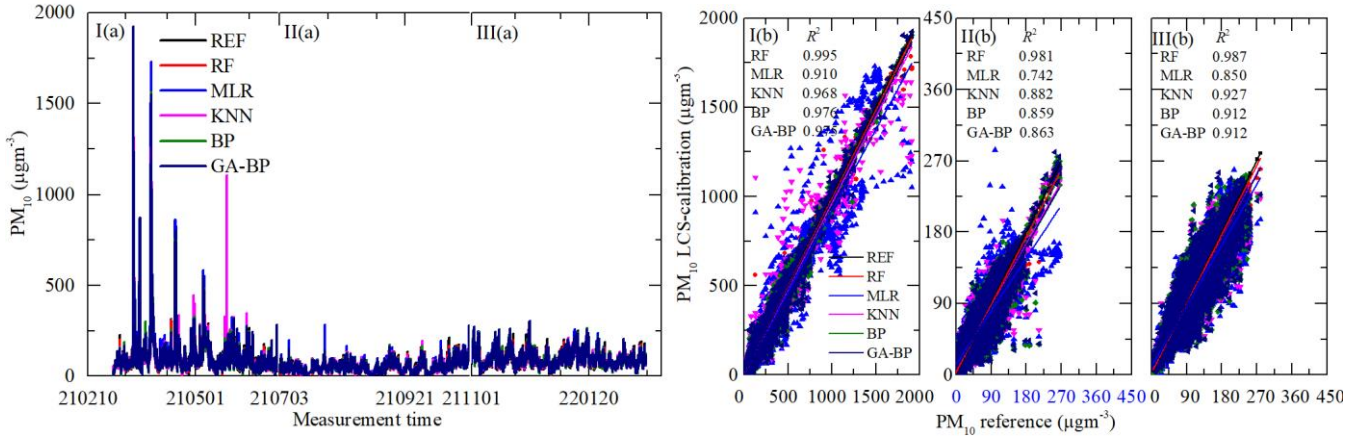 I(a) II(a) III(a)
REF
RF
MLR
KNN
BP
GA-BP
PM₁₀ (µgm⁻³)
2000
1500
1000
500
0
210210 210501 210703 210921 211101 220120
Measurement time
I(b) R²
RF 0.995
MLR 0.910
KNN 0.968
BP 0.976
GA-BP 0.975
PM₁₀ LCS-calibration (µgm⁻³)
2000
1500
1000
500
0
REF
RF
MLR
KNN
BP
GA-BP
0 500 1000 1500 2000
II(b) R²
RF 0.981
MLR 0.742
KNN 0.882
BP 0.859
GA-BP 0.863
0 90 180 270 360 450
III(b) R²
RF 0.987
MLR 0.850
KNN 0.927
BP 0.912
GA-BP 0.912
450
360
270
180
90
0
0 90 180 270 360 450
PM₁₀ reference (µgm⁻³)